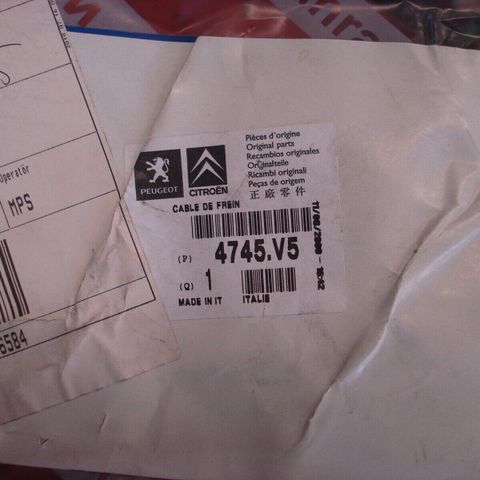 Operatör
MPS
6584
PEUGEOT
CITROËN
Pièces d'origine
Original parts
Recambios originales
Originalteile
Ricambi originali
Peças de origem
正廠零件
CABLE DE FREIN
(P) 4745.V5
(Q) 1
MADE IN IT ITALIE